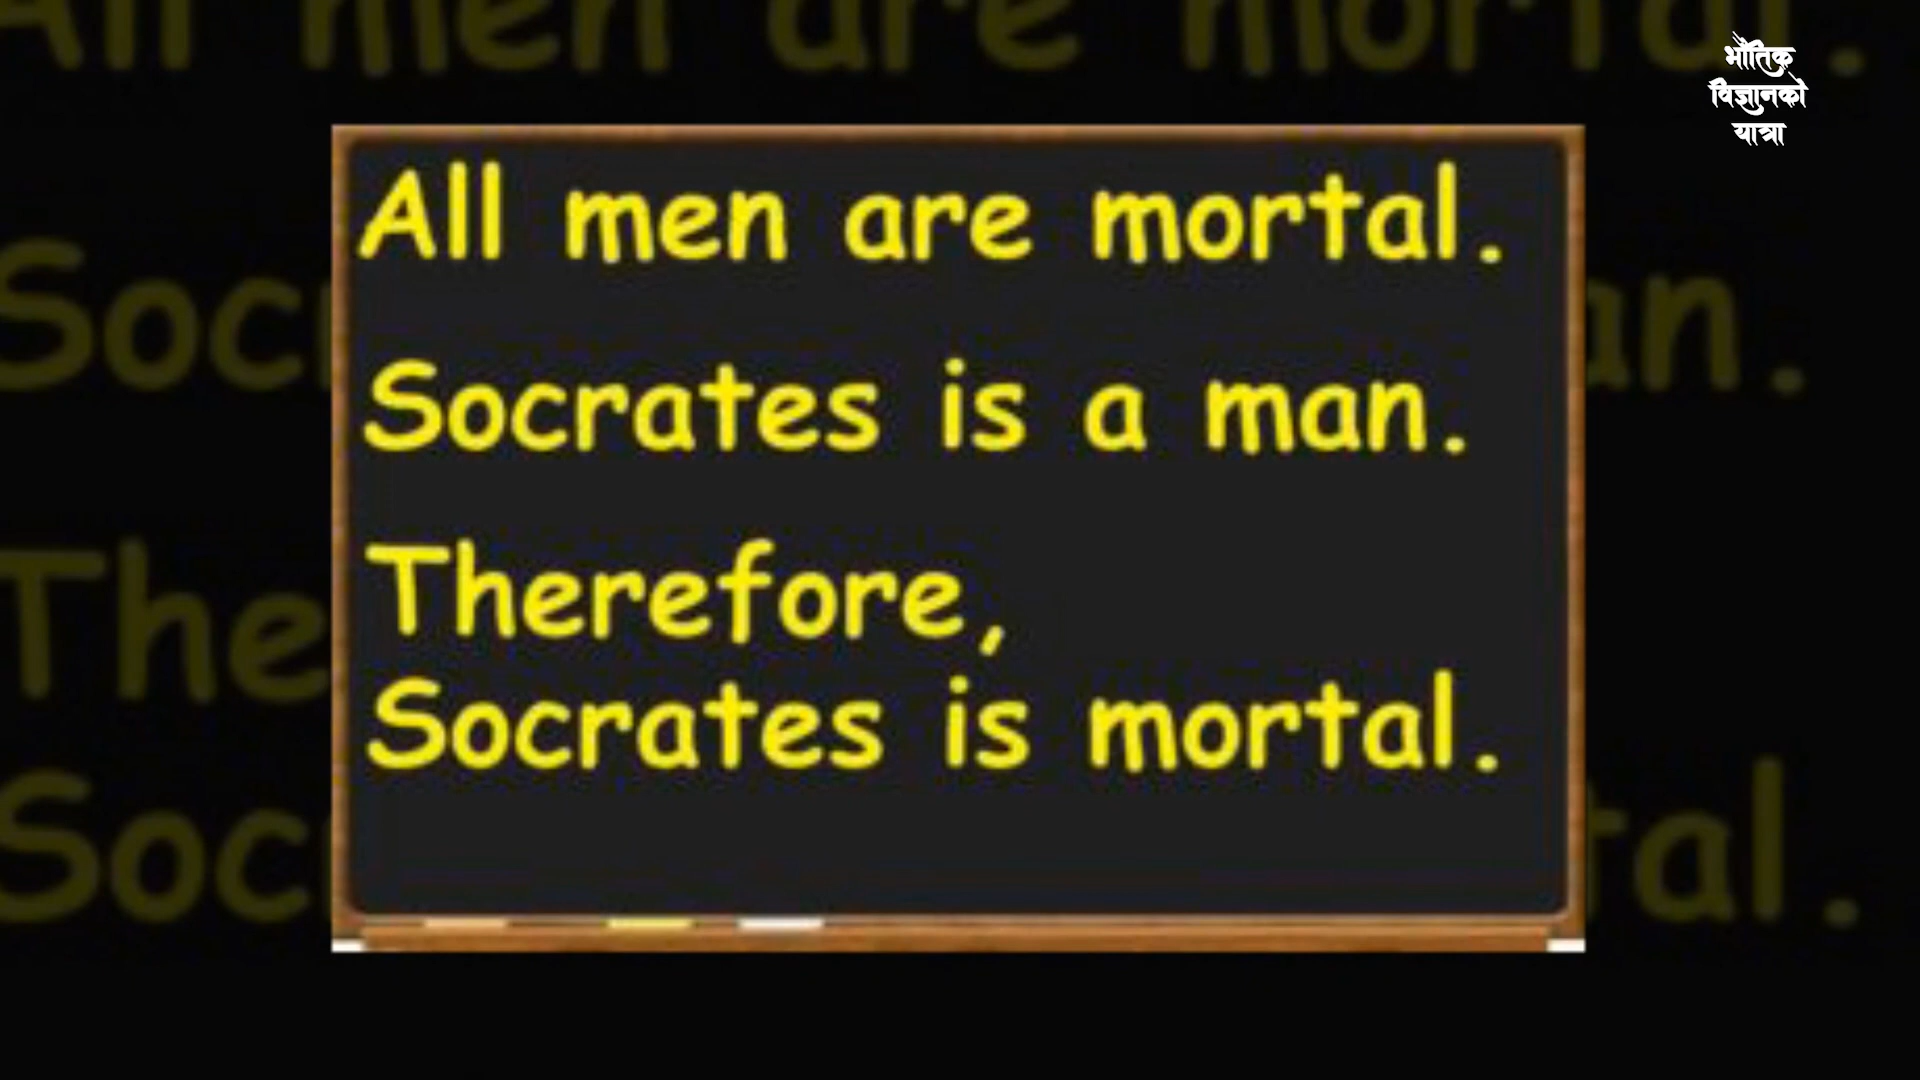 All men are mortal.
Socrates is a man.
Therefore,
Socrates is mortal.
भौतिक
विज्ञानको
यात्रा